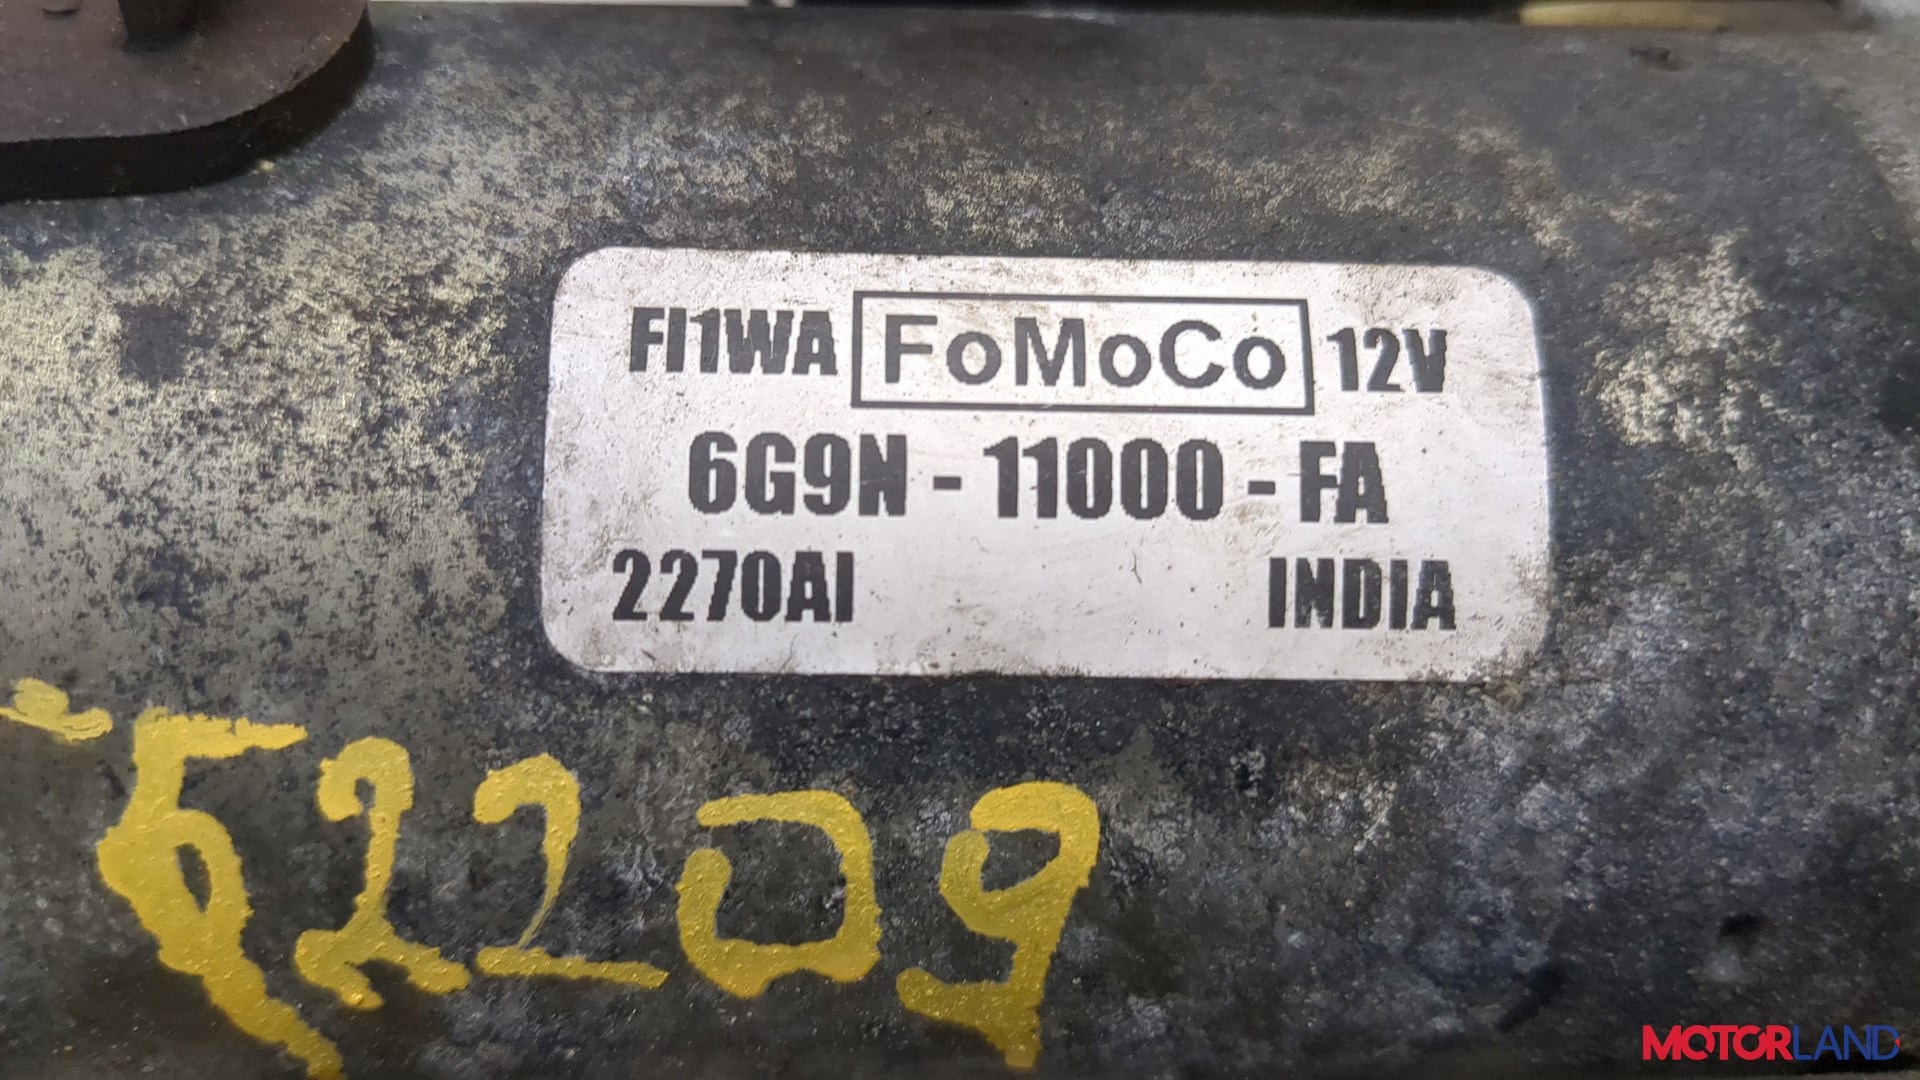 FI1WA FoMoCo 12V
6G9N - 11000 - FA
2270AI INDIA
52209
MOTORLAND